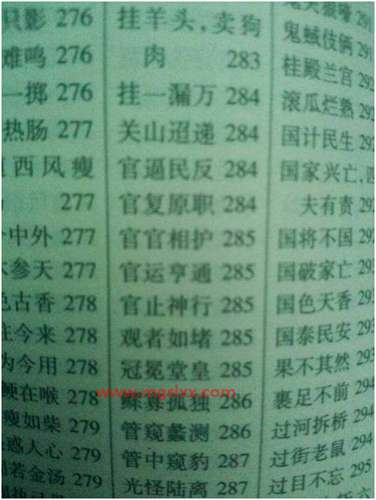 只影 276
难鸣 276
一掷 276
热肠 277
西风瘦
277
中外 277
参天 277
色古香 278
在今来 278
为今用 278
鲠在喉 278
瘦如柴 279
惑人心 279
若金汤 279
挂羊头,卖狗
肉 283
挂一漏万 284
关山迢递 284
官逼民反 284
官复原职 284
官官相护 285
官运亨通 285
官止神行 285
观者如堵 285
冠冕堂皇 285
www.mgslxx.com
鳏寡孤独 286
管窥蠡测 286
管中窥豹 287
光怪陆离 287
鬼蜮伎俩
桂殿兰宫
滚瓜烂熟
国计民生
国家兴亡,
夫有责
国将不国
国破家亡
国色天香
国泰民安
果不其然
裹足不前
过河拆桥
过街老鼠
过目不忘